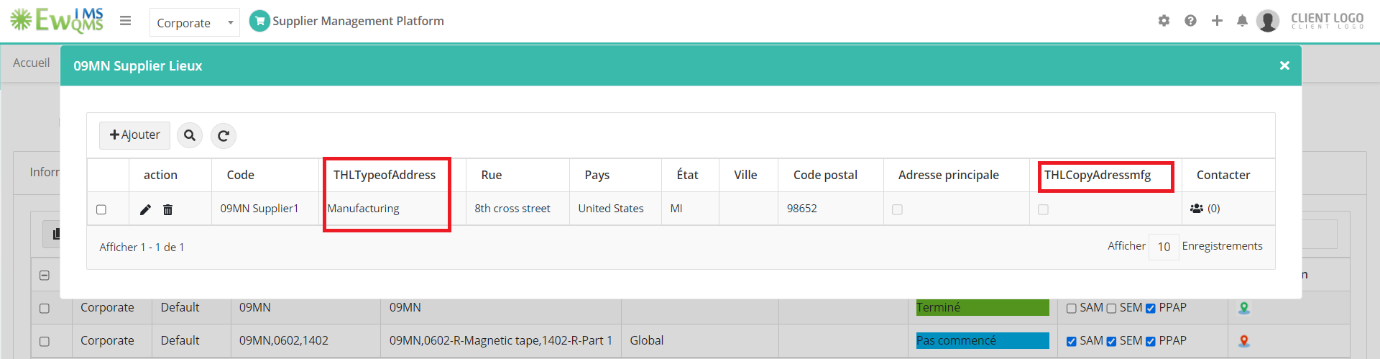 EwQIMS QMS Corporate Supplier Management Platform CLIENT LOGO
CLIENT LOGO
Accueil
09MN Supplier Lieux
Ajouter
action Code THLTypeofAddress Rue Pays État Ville Code postal Adresse principale THLCopyAdressmfg Contacter
09MN Supplier1 Manufacturing 8th cross street United States MI 98652 (0)
Afficher 1 - 1 de 1 Afficher 10 Enregistrements
Corporate Default 09MN 09MN Terminé SAM SEM PPAP
Corporate Default 09MN,0602,1402 09MN,0602-R-Magnetic tape,1402-R-Part 1 Global Pas commencé SAM SEM PPAP